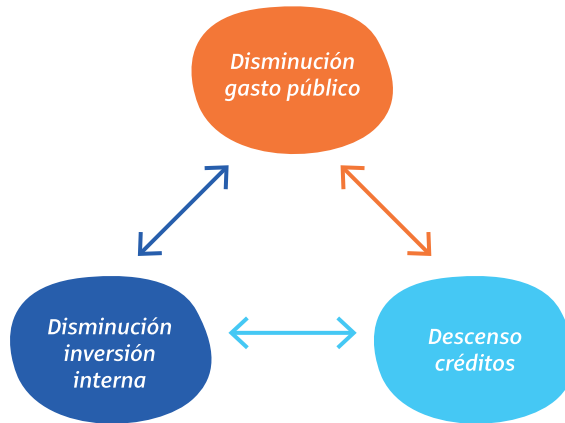 Disminución
gasto público
Disminución
inversión
interna
Descenso
créditos